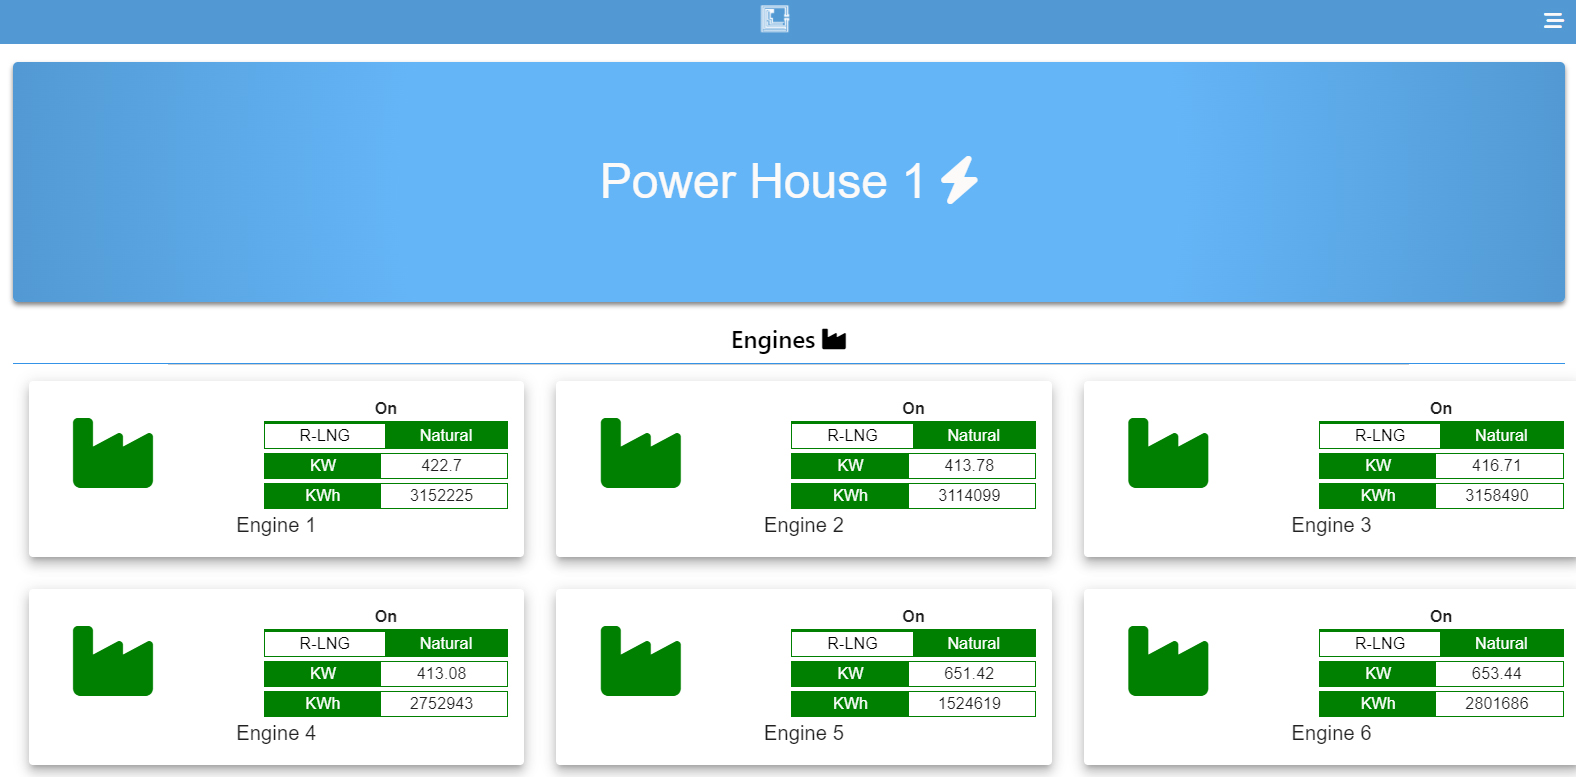 Power House 1
Engines
On
R-LNG Natural
KW 422.7
KWh 3152225
Engine 1
On
R-LNG Natural
KW 413.78
KWh 3114099
Engine 2
On
R-LNG Natural
KW 416.71
KWh 3158490
Engine 3
On
R-LNG Natural
KW 413.08
KWh 2752943
Engine 4
On
R-LNG Natural
KW 651.42
KWh 1524619
Engine 5
On
R-LNG Natural
KW 653.44
KWh 2801686
Engine 6